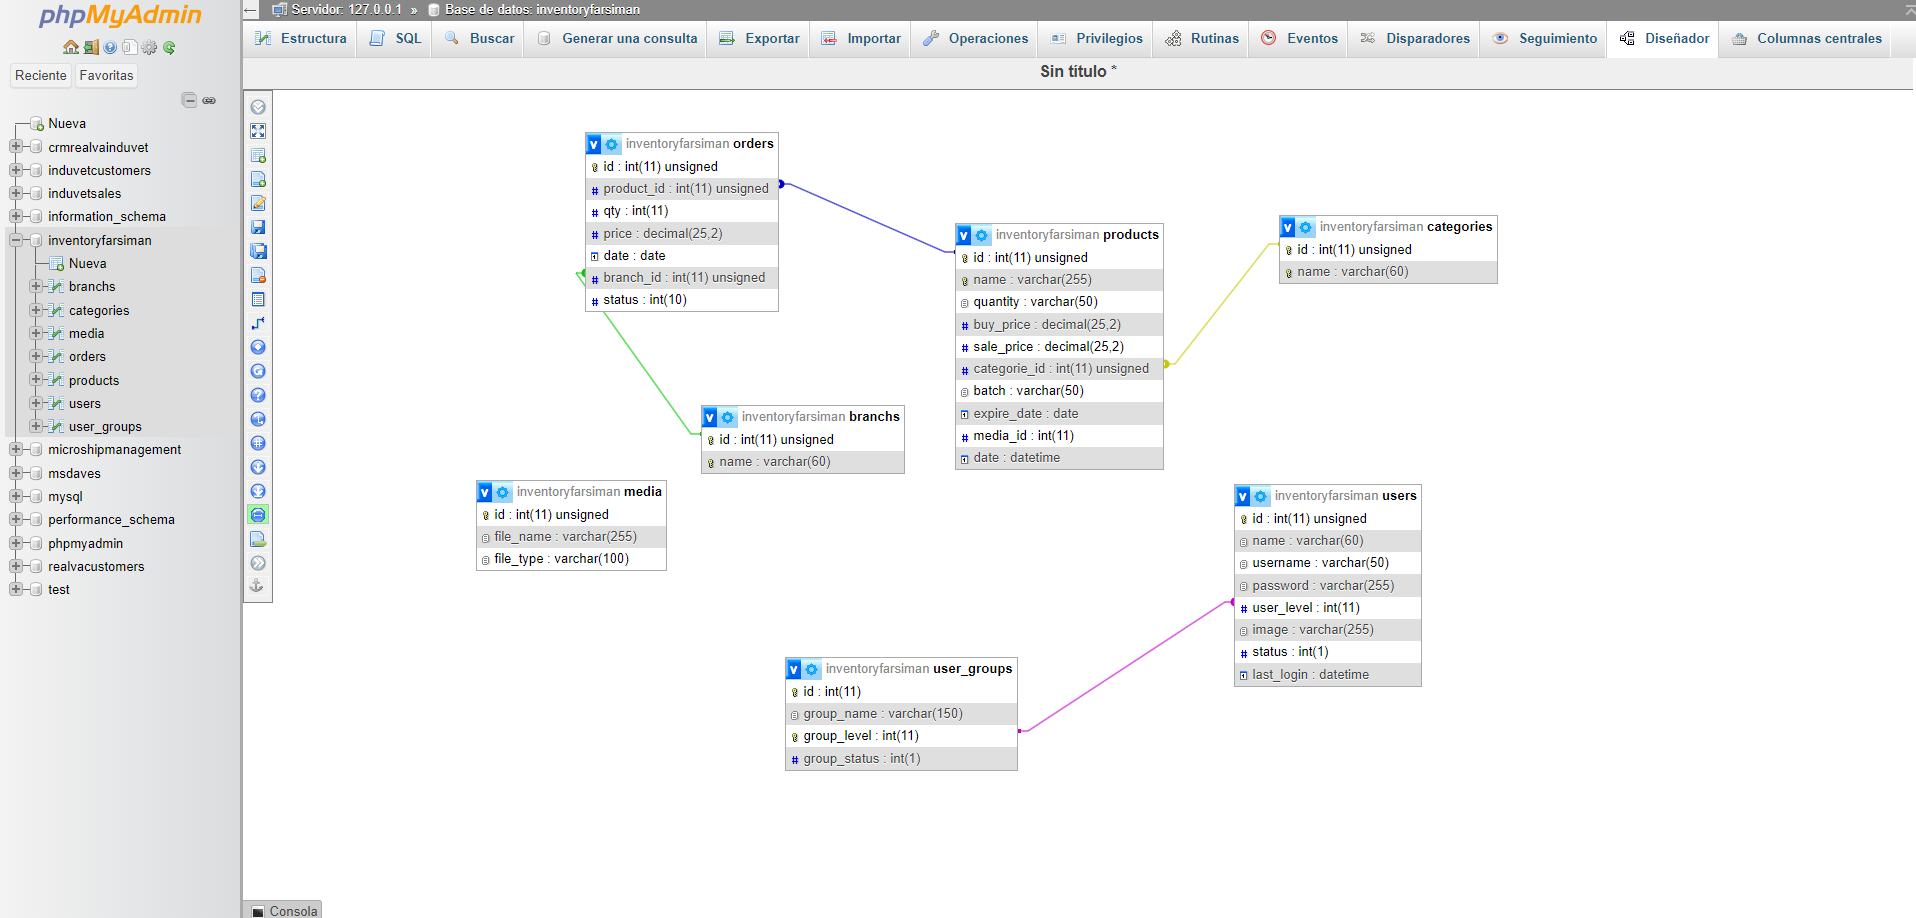 phpMyAdmin
Reciente
Favoritas
Nueva
crmrealvainduvet
induvetcustomers
induvetsales
information_schema
inventoryfarsiman
Nueva
branchs
categories
media
orders
products
users
user_groups
microshipmanagement
msdaves
mysql
performance_schema
phpmyadmin
realvacustomers
test
Servidor: 127.0.0.1 » Base de datos: inventoryfarsiman
Estructura SQL Buscar Generar una consulta Exportar Importar Operaciones Privilegios Rutinas Eventos Disparadores Seguimiento Diseñador Columnas centrales
Sin título *
inventoryfarsiman orders
id : int(11) unsigned
product_id : int(11) unsigned
qty : int(11)
price : decimal(25,2)
date : date
branch_id : int(11) unsigned
status : int(10)
inventoryfarsiman products
id : int(11) unsigned
name : varchar(255)
quantity : varchar(50)
buy_price : decimal(25,2)
sale_price : decimal(25,2)
categorie_id : int(11) unsigned
batch : varchar(50)
expire_date : date
media_id : int(11)
date : datetime
inventoryfarsiman categories
id : int(11) unsigned
name : varchar(60)
inventoryfarsiman branchs
id : int(11) unsigned
name : varchar(60)
inventoryfarsiman media
id : int(11) unsigned
file_name : varchar(255)
file_type : varchar(100)
inventoryfarsiman users
id : int(11) unsigned
name : varchar(60)
username : varchar(50)
password : varchar(255)
user_level : int(11)
image : varchar(255)
status : int(1)
last_login : datetime
inventoryfarsiman user_groups
id : int(11)
group_name : varchar(150)
group_level : int(11)
group_status : int(1)
Consola